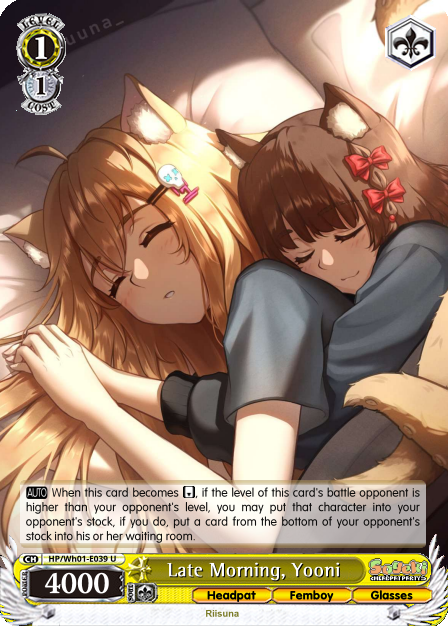 LEVEL
1
1
COST
una_
AUTO When this card becomes , if the level of this card's battle opponent is
higher than your opponent's level, you may put that character into your
opponent's stock, if you do, put a card from the bottom of your opponent's
stock into his or her waiting room.
CH HP/Wh01-E039 U
POWER 4000 SOUL
Late Morning, Yooni
Headpat Femboy Glasses
Riisuna